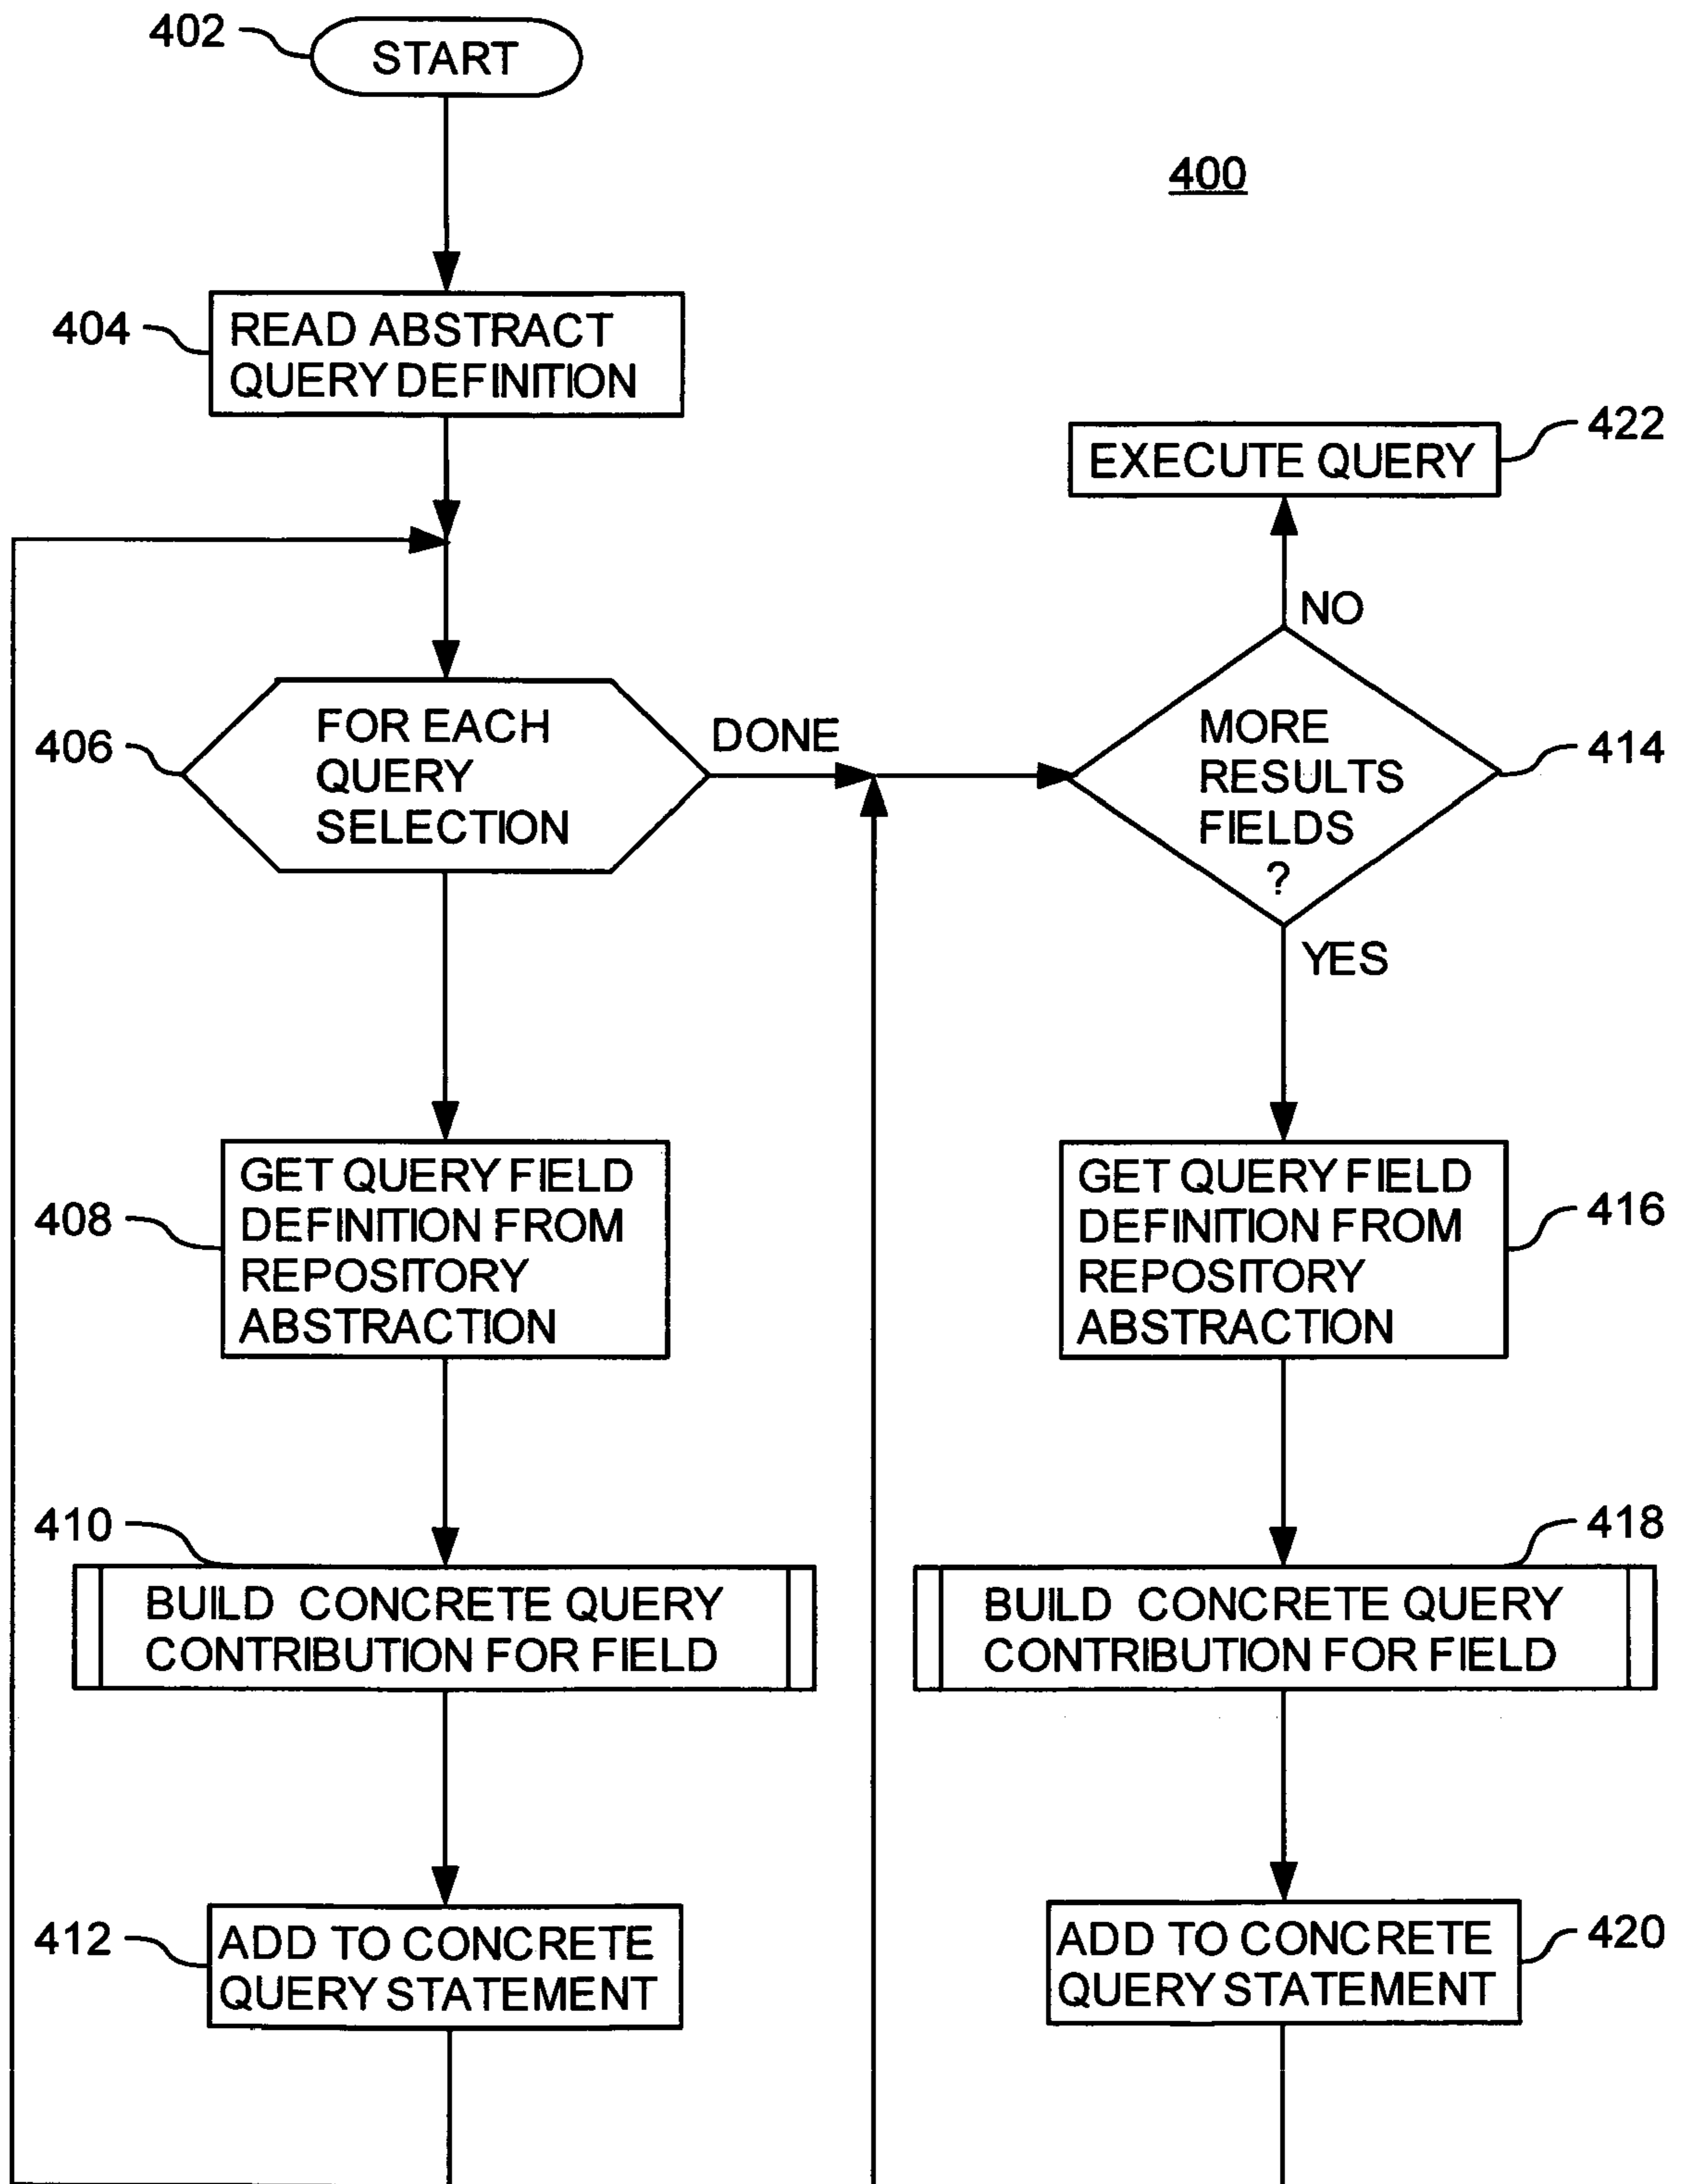 402
START
400
404
READ ABSTRACT
QUERY DEFINITION
422
EXECUTE QUERY
NO
406
FOR EACH
QUERY
SELECTION
DONE
MORE
RESULTS
FIELDS
?
414
YES
408
GET QUERY FIELD
DEFINITION FROM
REPOSITORY
ABSTRACTION
416
GET QUERY FIELD
DEFINITION FROM
REPOSITORY
ABSTRACTION
410
BUILD CONCRETE QUERY
CONTRIBUTION FOR FIELD
418
BUILD CONCRETE QUERY
CONTRIBUTION FOR FIELD
412
ADD TO CONCRETE
QUERY STATEMENT
420
ADD TO CONCRETE
QUERY STATEMENT